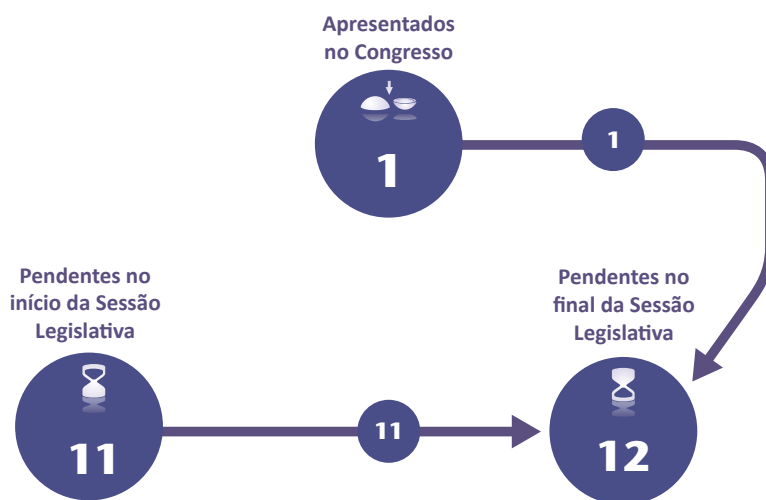 Apresentados
no Congresso
1
1
Pendentes no
início da Sessão
Legislativa
11
11
Pendentes no
final da Sessão
Legislativa
12